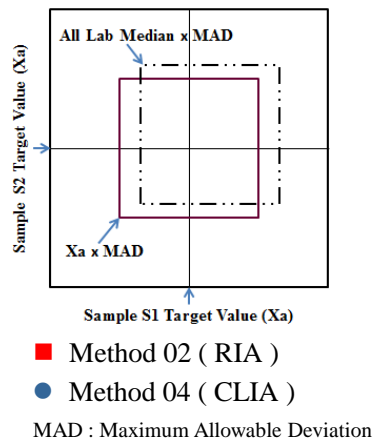 All Lab Median x MAD
Sample S2 Target Value (Xa)
Xa x MAD
Sample S1 Target Value (Xa)
Method 02 ( RIA )
Method 04 ( CLIA )
MAD : Maximum Allowable Deviation